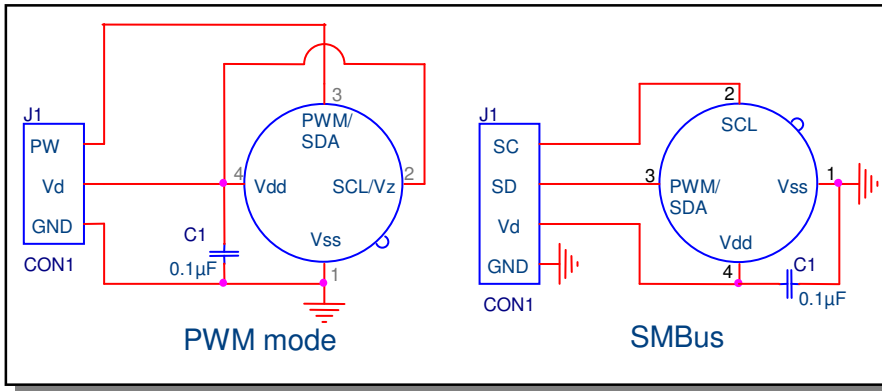 J1
PW
Vd
GND
CON1
3
PWM/
SDA
4
Vdd
SCL/Vz
2
Vss
1
C1
0.1µF
PWM mode
J1
SC
SD
Vd
GND
CON1
2
SCL
3
PWM/
SDA
Vss
1
Vdd
4
C1
0.1µF
SMBus